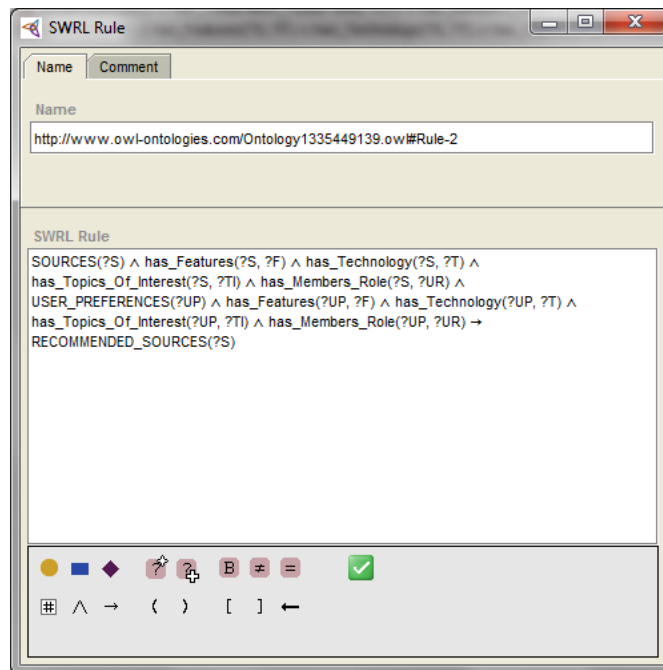 SWRL Rule
Name Comment
Name
http://www.owl-ontologies.com/Ontology1335449139.owl#Rule-2
SWRL Rule
SOURCES(?S) ∧ has_Features(?S, ?F) ∧ has_Technology(?S, ?T) ∧
has_Topics_Of_Interest(?S, ?TI) ∧ has_Members_Role(?S, ?UR) ∧
USER_PREFERENCES(?UP) ∧ has_Features(?UP, ?F) ∧ has_Technology(?UP, ?T) ∧
has_Topics_Of_Interest(?UP, ?TI) ∧ has_Members_Role(?UP, ?UR) →
RECOMMENDED_SOURCES(?S)
? ? B ≠ =
# ∧ → ( ) [ ] ←